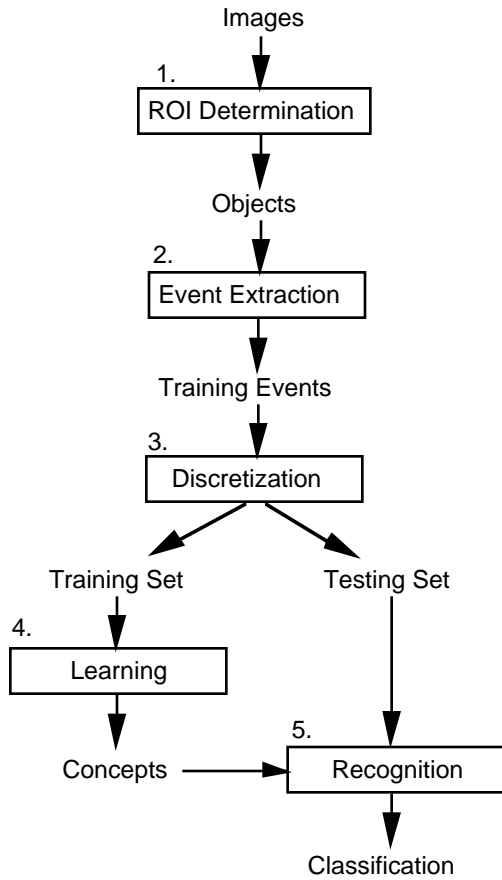 Images
1.
ROI Determination
Objects
2.
Event Extraction
Training Events
3.
Discretization
Training Set
Testing Set
4.
Learning
5.
Concepts
Recognition
Classification